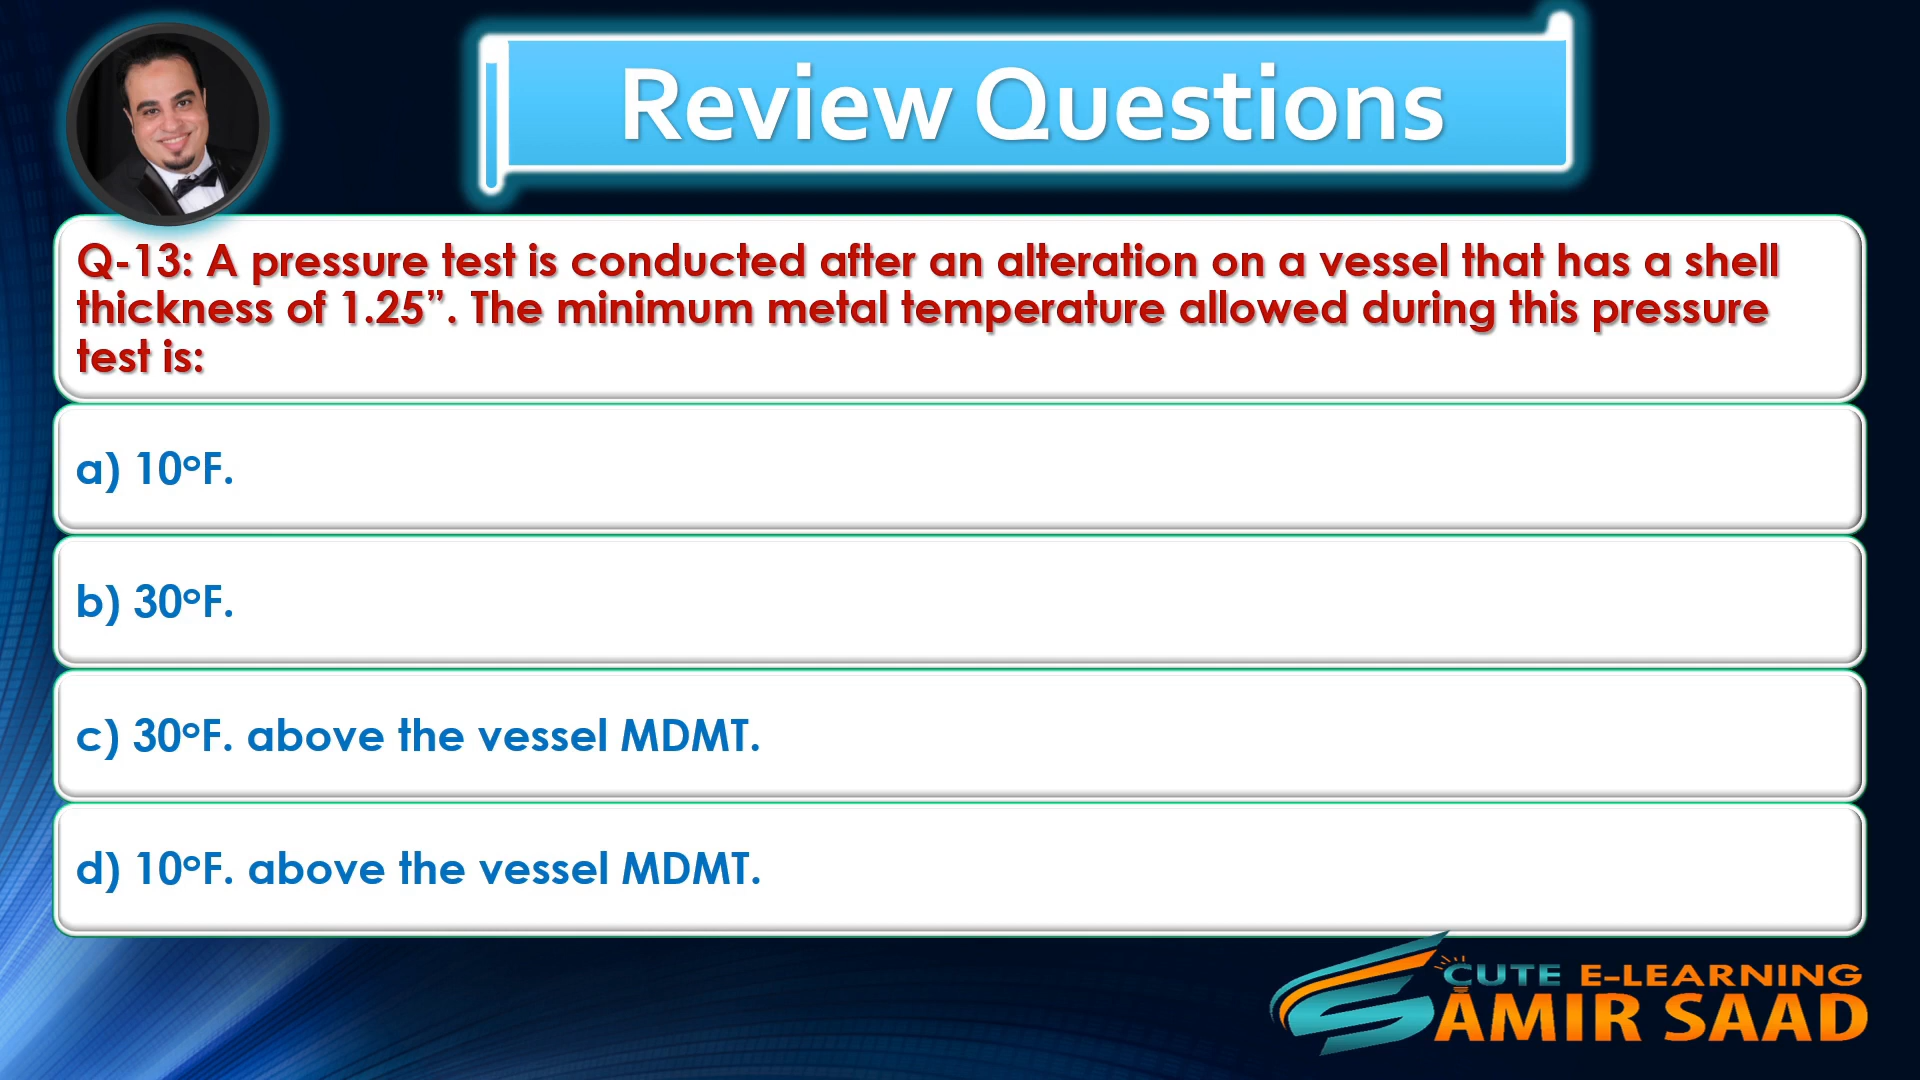 Review Questions
Q-13: A pressure test is conducted after an alteration on a vessel that has a shell
thickness of 1.25”. The minimum metal temperature allowed during this pressure
test is:
a) 10°F.
b) 30°F.
c) 30°F. above the vessel MDMT.
d) 10°F. above the vessel MDMT.
CUTE E-LEARNING
AMIR SAAD